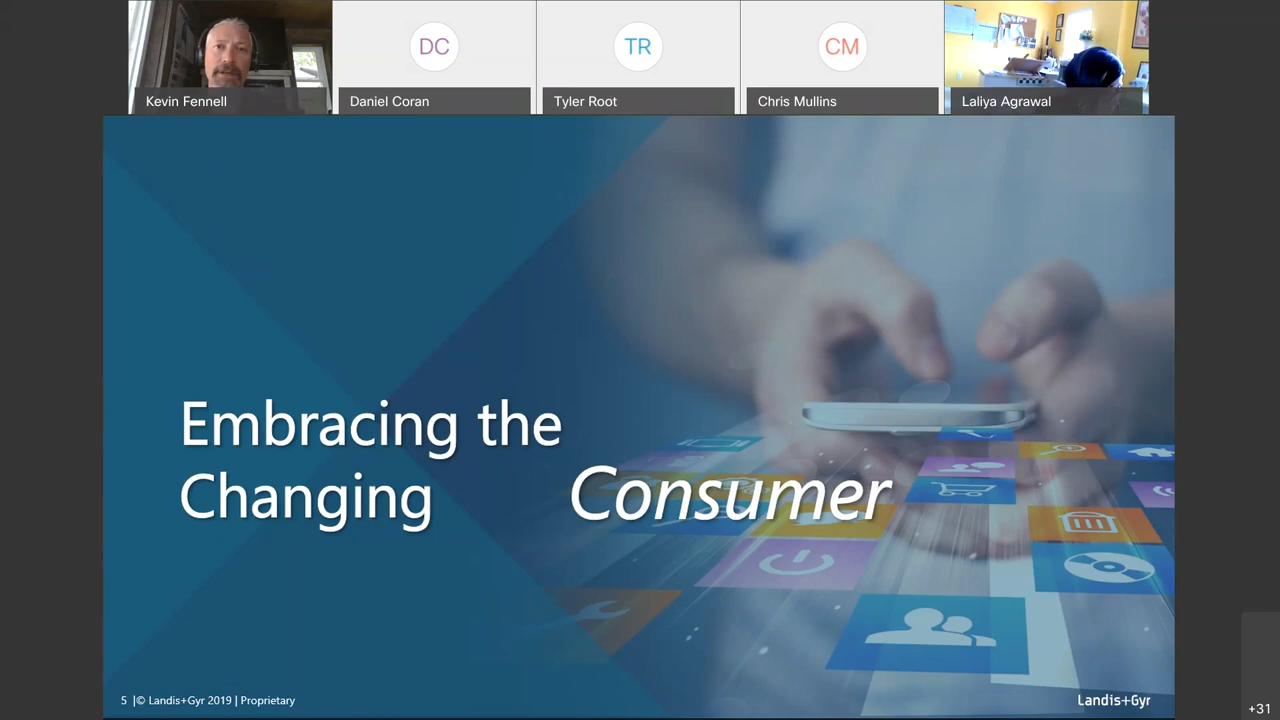 DC
TR
CM
Kevin Fennell
Daniel Coran
Tyler Root
Chris Mullins
Laliya Agrawal
Embracing the
Changing Consumer
5 |© Landis+Gyr 2019 | Proprietary
Landis+Gyr
+31